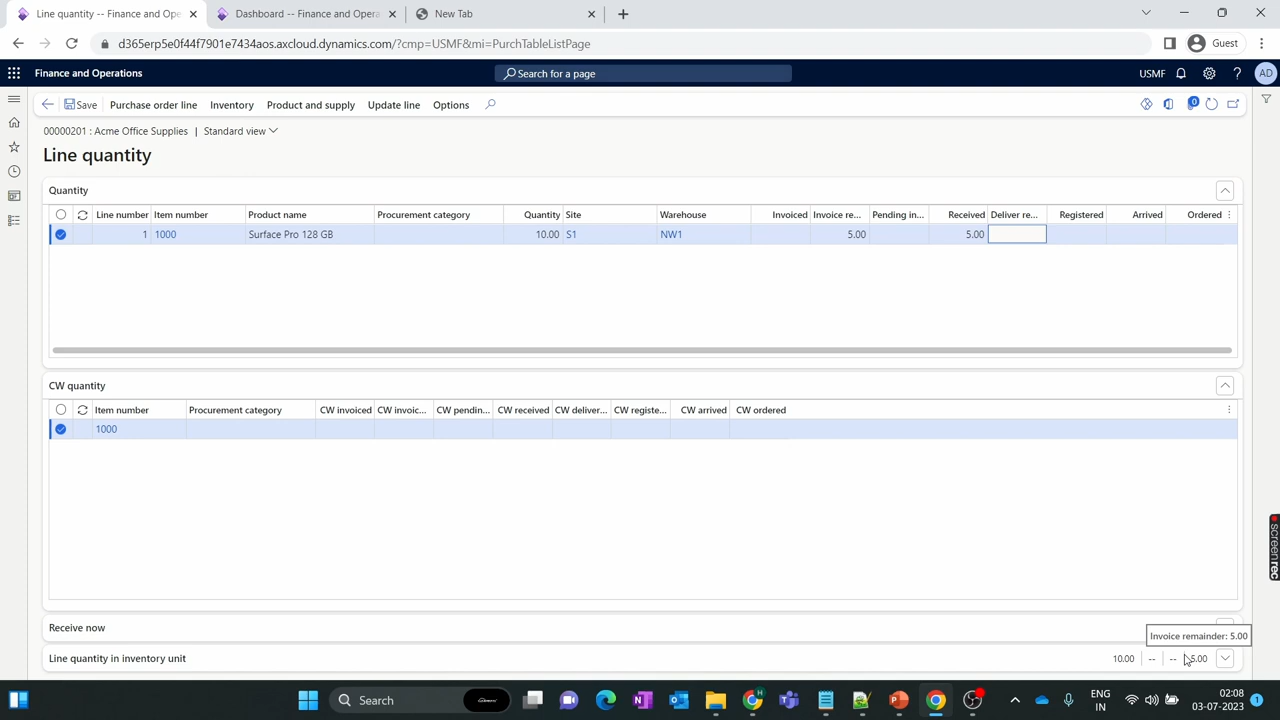 Line quantity -- Finance and Ope
Dashboard -- Finance and Opera
New Tab
d365erpe5e0f44f7901e7434aos.axcloud.dynamics.com/?cmp=USMF&mi=PurchTableListPage
Guest
Finance and Operations
Search for a page
USMF
AD
Save
Purchase order line
Inventory
Product and supply
Update line
Options
0
00000201 : Acme Office Supplies | Standard view
Line quantity
Quantity
Line number Item number Product name Procurement category Quantity Site Warehouse Invoiced Invoice re... Pending in... Received Deliver re... Registered Arrived Ordered
1 1000 Surface Pro 128 GB 10.00 S1 NW1 5.00 5.00
CW quantity
Item number Procurement category CW invoiced CW invoic... CW pendin... CW received CW deliver... CW registe... CW arrived CW ordered
1000
screenrec
Receive now
Invoice remainder: 5.00
Line quantity in inventory unit 10.00 -- -- 5.00
Search
ENG
IN
02:08
03-07-2023
1